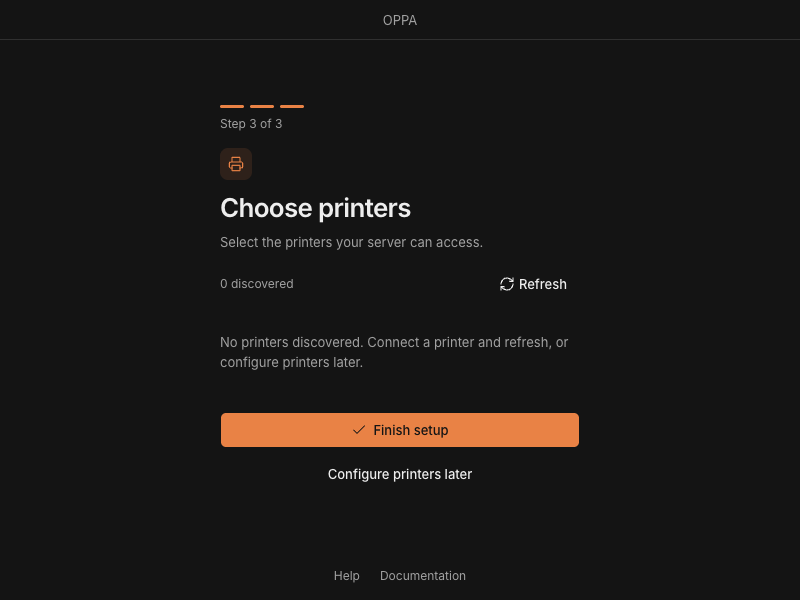 OPPA
Step 3 of 3
Choose printers
Select the printers your server can access.
0 discovered
Refresh
No printers discovered. Connect a printer and refresh, or
configure printers later.
Finish setup
Configure printers later
Help
Documentation